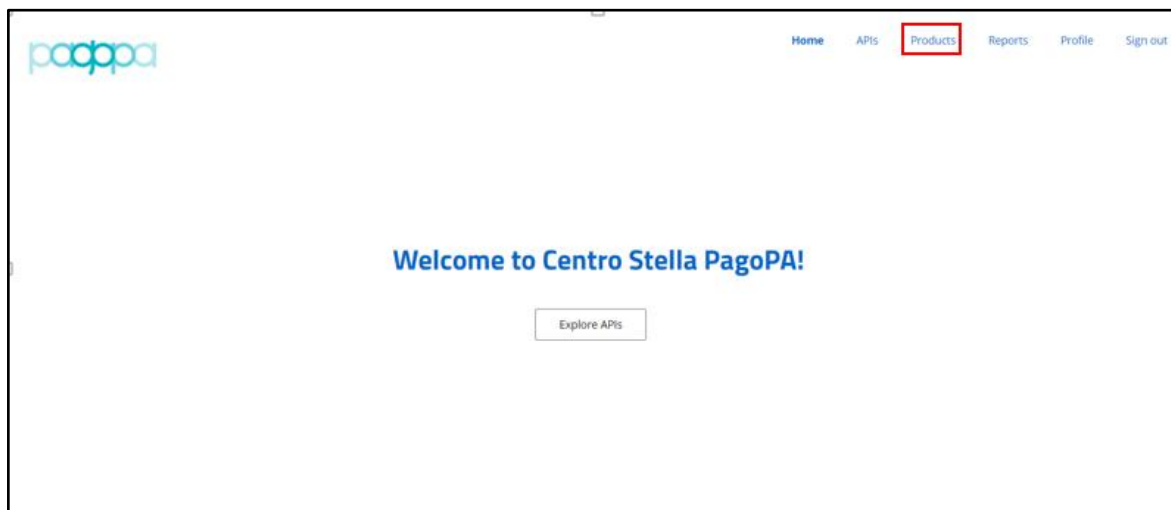 pagopa
Home APIs Products Reports Profile Sign out
Welcome to Centro Stella PagoPA!
Explore APIs